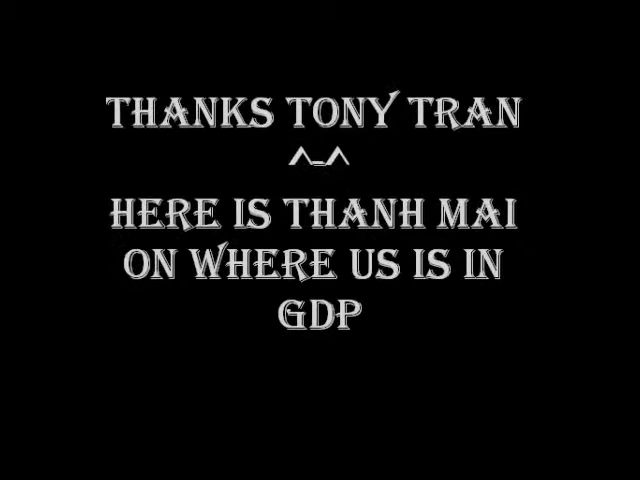 THANKS TONY TRAN
^-^
HERE IS THANH MAI
ON WHERE US IS IN
GDP